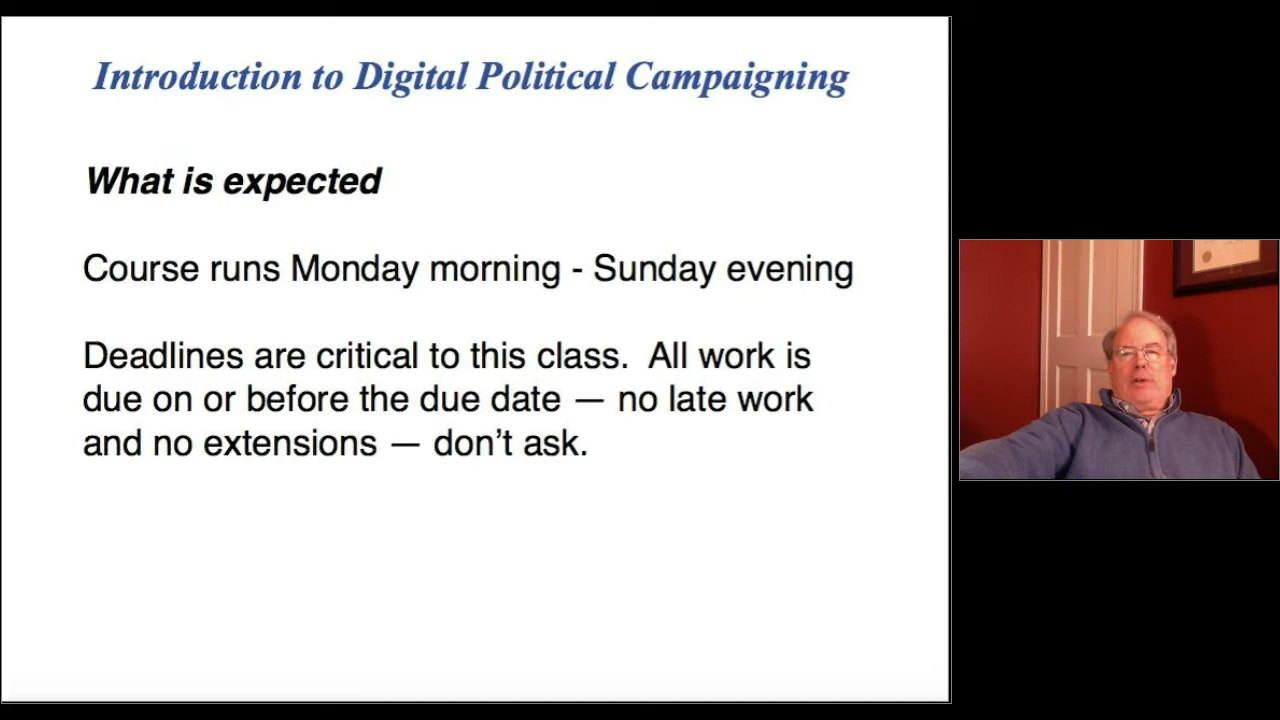 Introduction to Digital Political Campaigning
What is expected
Course runs Monday morning - Sunday evening
Deadlines are critical to this class.  All work is
due on or before the due date — no late work
and no extensions — don’t ask.